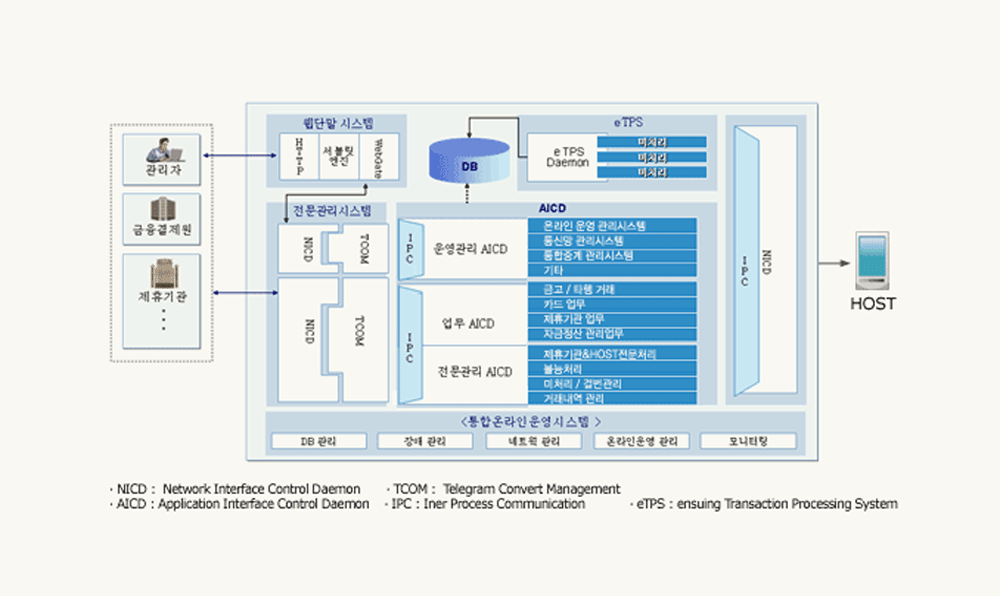 웹단말 시스템
HTTP
서블릿
엔진
WebGate
DB
eTPS
e TPS
Daemon
미처리
미처리
미처리
관리자
금융결제원
제휴기관
전문관리시스템
NICD
TCOM
NICD
TCOM
AICD
IPC
운영관리 AICD
온라인 운영 관리시스템
통신망 관리시스템
통합중계 관리시스템
기타
IPC
업무 AICD
금고 / 타행 거래
카드 업무
제휴기관 업무
자금정산 관리업무
전문관리 AICD
제휴기관&HOST전문처리
불능처리
미처리 / 결번관리
거래내역 관리
IPC
NICD
HOST
<통합온라인운영시스템 >
DB 관리
장애 관리
네트웍 관리
온라인운영 관리
모니터링
· NICD : Network Interface Control Daemon
· TCOM : Telegram Convert Management
· AICD : Application Interface Control Daemon
· IPC : Iner Process Communication
· eTPS : ensuing Transaction Processing System